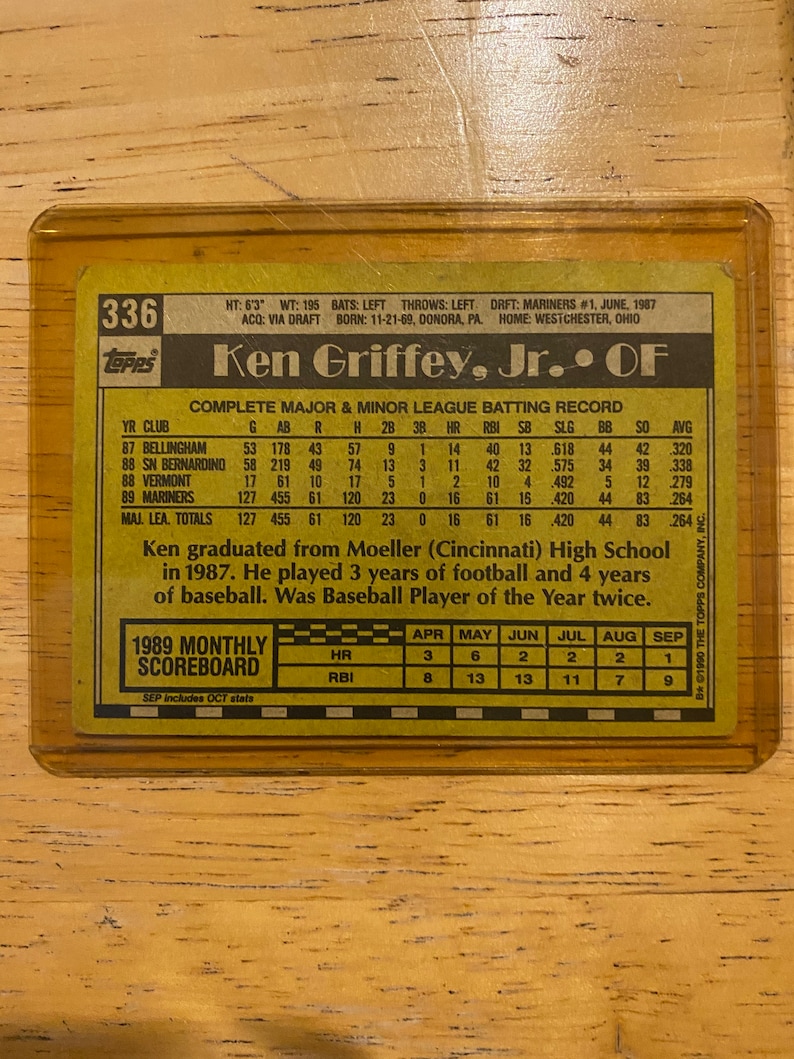 336
HT: 6'3" WT: 195 BATS: LEFT THROWS: LEFT DRFT: MARINERS #1, JUNE, 1987
ACQ: VIA DRAFT BORN: 11-21-69, DONORA, PA. HOME: WESTCHESTER, OHIO
Topps®
Ken Griffey, Jr. • OF
COMPLETE MAJOR & MINOR LEAGUE BATTING RECORD
YR CLUB G AB R H 2B 3B HR RBI SB SLG BB SO AVG
87 BELLINGHAM 53 178 43 57 9 1 14 40 13 .618 44 42 .320
88 SN BERNARDINO 58 219 49 74 13 3 11 42 32 .575 34 39 .338
88 VERMONT 17 61 10 17 5 1 2 10 4 .492 5 12 .279
89 MARINERS 127 455 61 120 23 0 16 61 16 .420 44 83 .264
MAJ. LEA. TOTALS 127 455 61 120 23 0 16 61 16 .420 44 83 .264
Ken graduated from Moeller (Cincinnati) High School
in 1987. He played 3 years of football and 4 years
of baseball. Was Baseball Player of the Year twice.
1989 MONTHLY
SCOREBOARD
APR MAY JUN JUL AUG SEP
HR 3 6 2 2 2 1
RBI 8 13 13 11 7 9
SEP includes OCT stats
B★ ©1990 THE TOPPS COMPANY, INC.